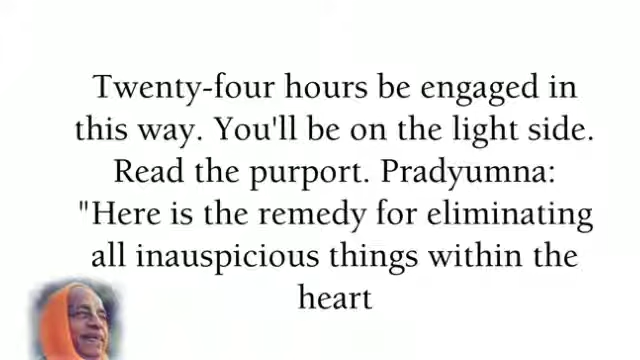 Twenty-four hours be engaged in
this way. You'll be on the light side.
Read the purport. Pradyumna:
"Here is the remedy for eliminating
all inauspicious things within the
heart